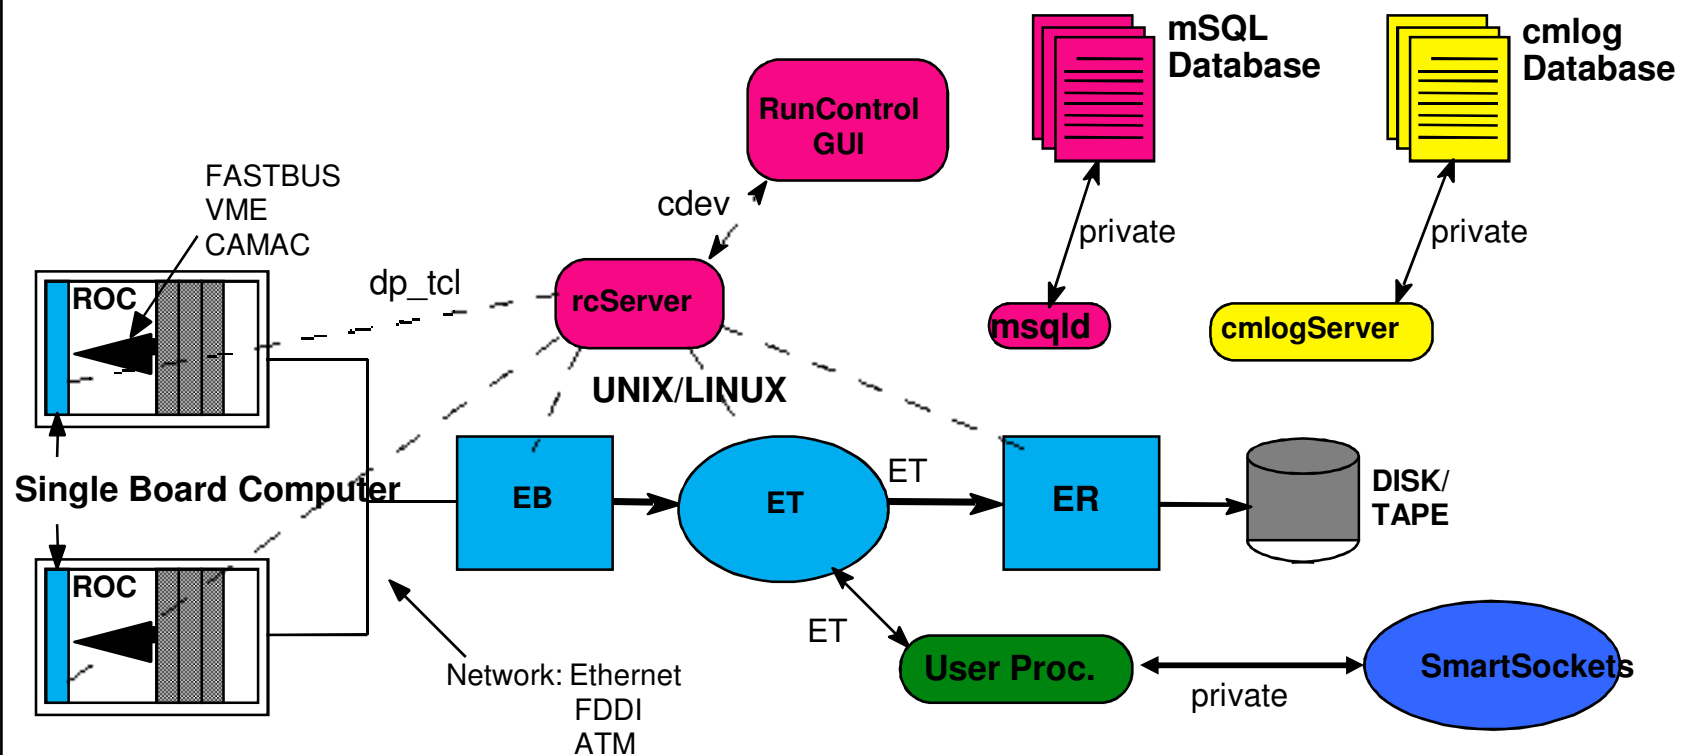 mSQL
Database
cmlog
Database
RunControl
GUI
FASTBUS
VME
CAMAC
cdev
private
private
dp_tcl
ROC
rcServer
msqld
cmlogServer
UNIX/LINUX
Single Board Computer
EB
ET
ET
ER
DISK/
TAPE
ROC
ET
User Proc.
SmartSockets
private
Network: Ethernet
FDDI
ATM